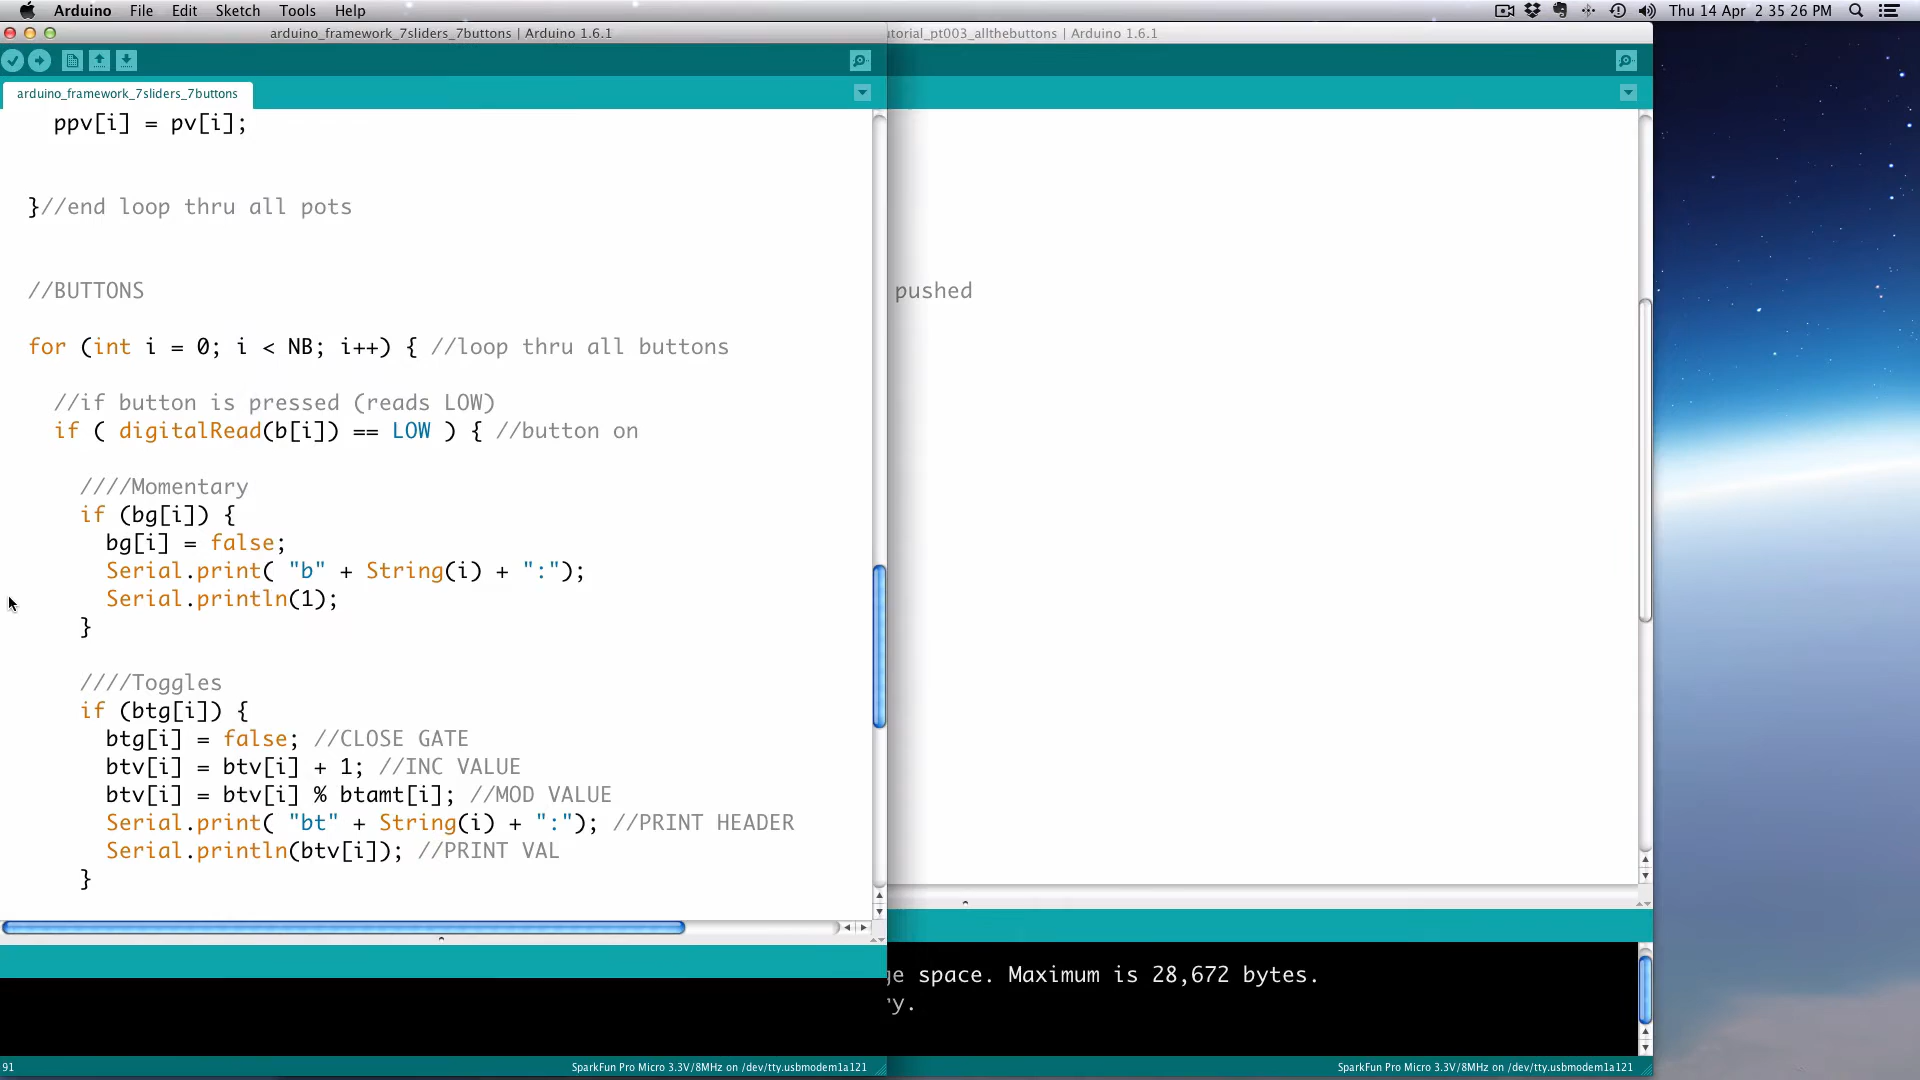 Arduino File Edit Sketch Tools Help
Thu 14 Apr 2 35 26 PM
arduino_framework_7sliders_7buttons | Arduino 1.6.1
utorial_pt003_allthebuttons | Arduino 1.6.1
arduino_framework_7sliders_7buttons
ppv[i] = pv[i];
}//end loop thru all pots
//BUTTONS
pushed
for (int i = 0; i < NB; i++) { //loop thru all buttons
//if button is pressed (reads LOW)
if ( digitalRead(b[i]) == LOW ) { //button on
////Momentary
if (bg[i]) {
bg[i] = false;
Serial.print( "b" + String(i) + ":");
Serial.println(1);
}
////Toggles
if (btg[i]) {
btg[i] = false; //CLOSE GATE
btv[i] = btv[i] + 1; //INC VALUE
btv[i] = btv[i] % btamt[i]; //MOD VALUE
Serial.print( "bt" + String(i) + ":"); //PRINT HEADER
Serial.println(btv[i]); //PRINT VAL
}
ge space. Maximum is 28,672 bytes.
ry.
91
SparkFun Pro Micro 3.3V/8MHz on /dev/tty.usbmodem1a121
SparkFun Pro Micro 3.3V/8MHz on /dev/tty.usbmodem1a121